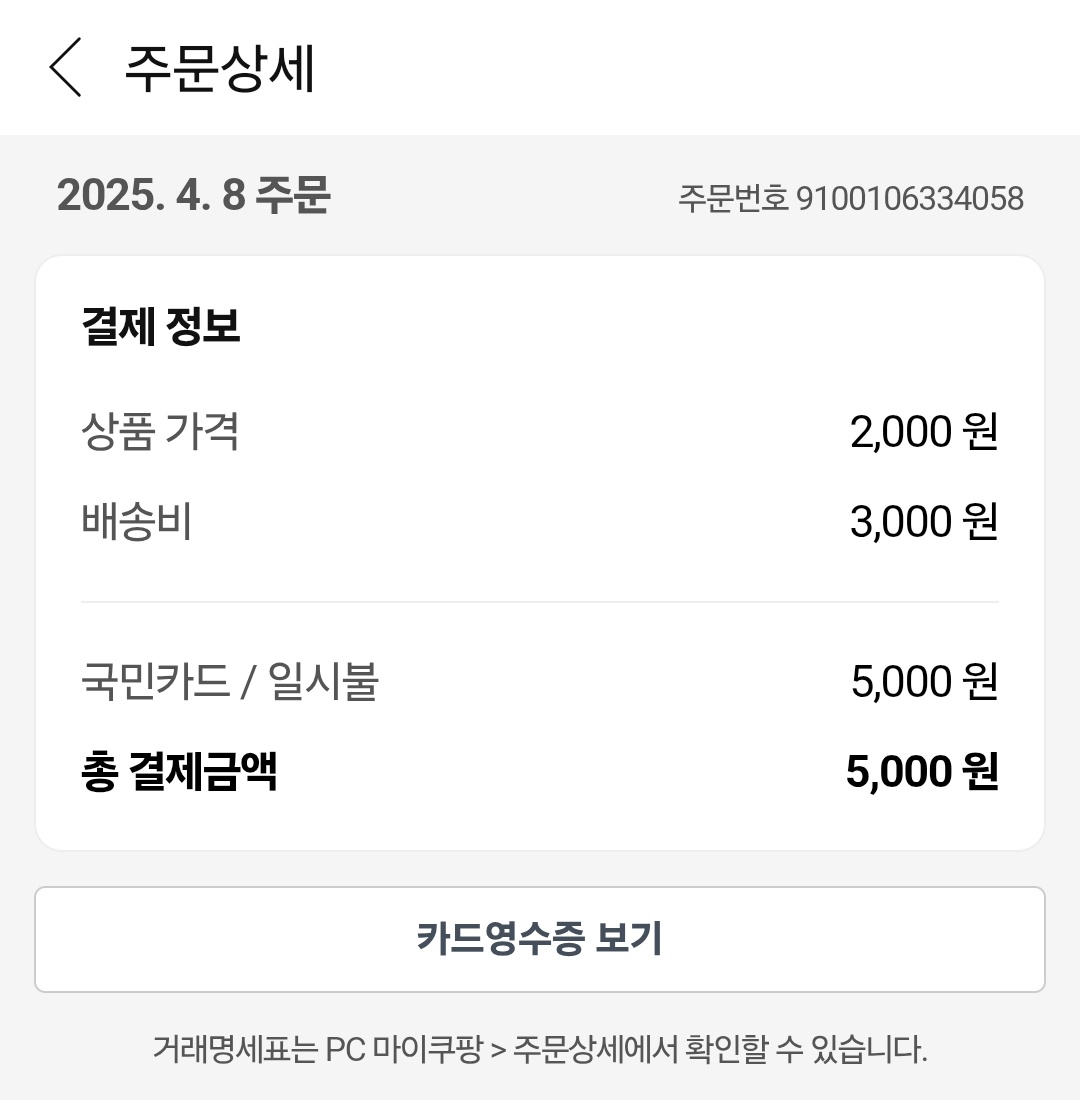 주문상세
2025. 4. 8 주문 주문번호 9100106334058
결제 정보
상품 가격 2,000 원
배송비 3,000 원
국민카드 / 일시불 5,000 원
총 결제금액 5,000 원
카드영수증 보기
거래명세표는 PC 마이쿠팡 > 주문상세에서 확인할 수 있습니다.